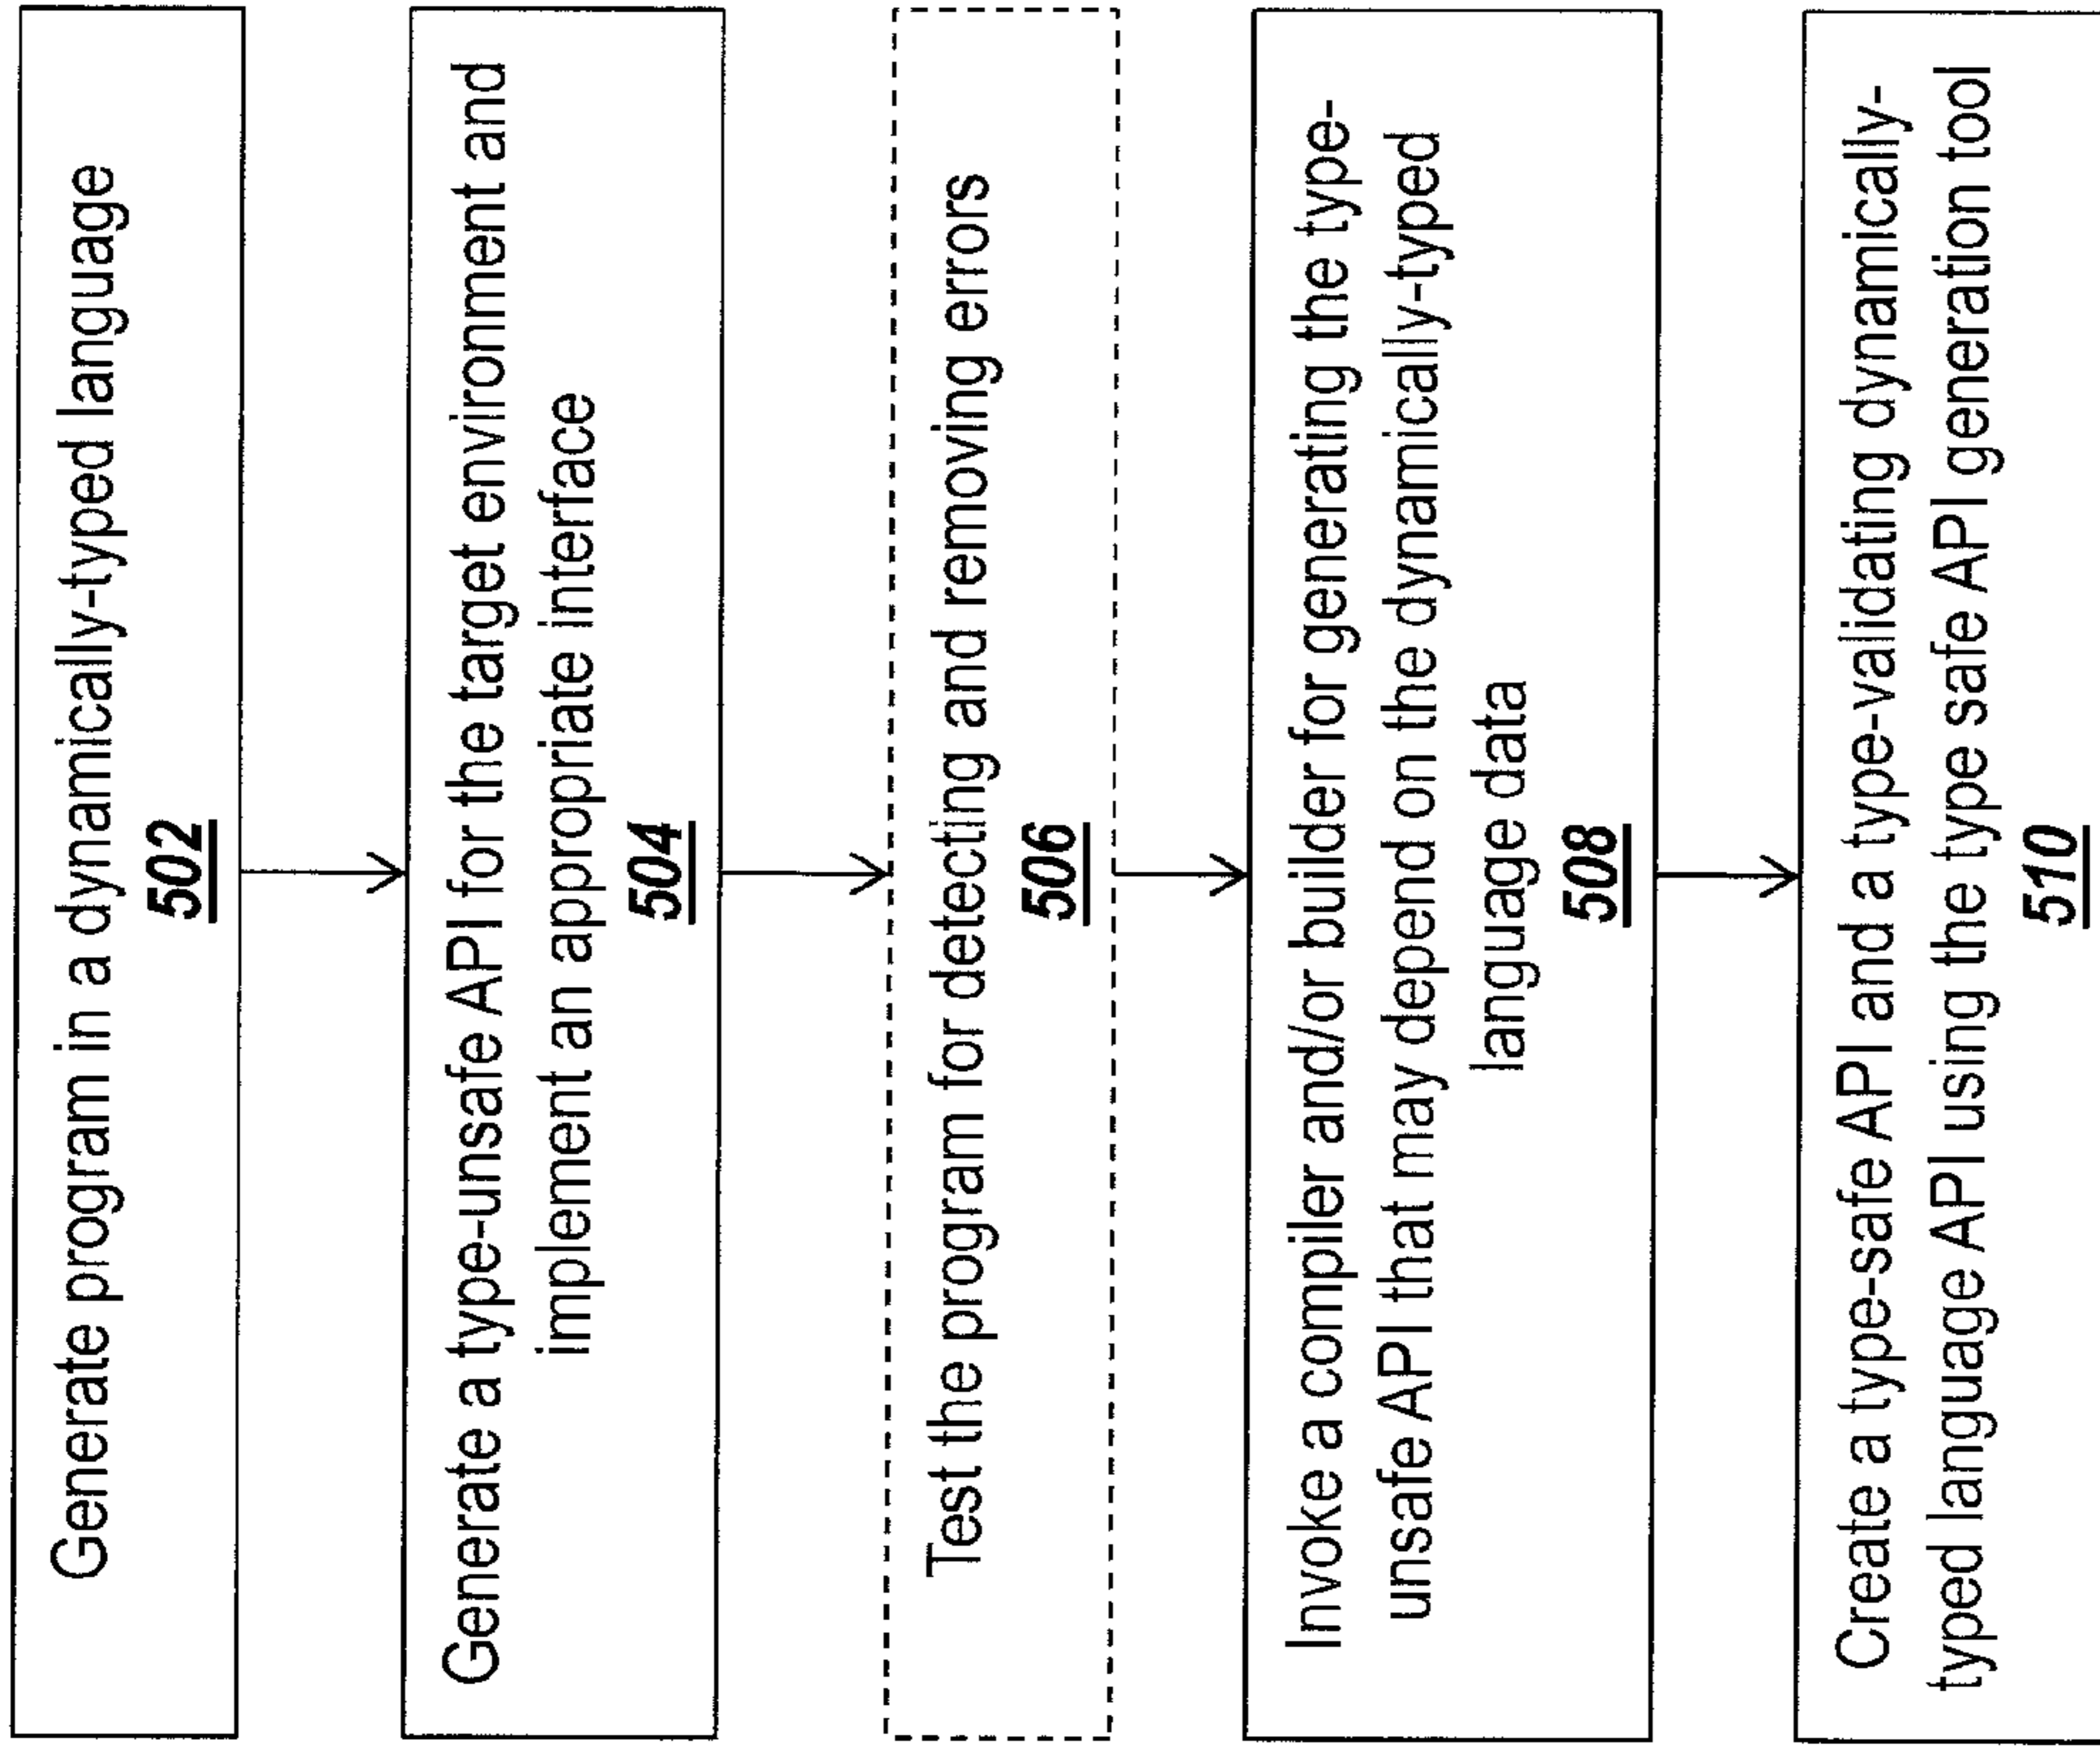 Generate program in a dynamically-typed language
502
Generate a type-unsafe API for the target environment and
implement an appropriate interface
504
Test the program for detecting and removing errors
506
Invoke a compiler and/or builder for generating the type-
unsafe API that may depend on the dynamically-typed
language data
508
Create a type-safe API and a type-validating dynamically-
typed language API using the type safe API generation tool
510